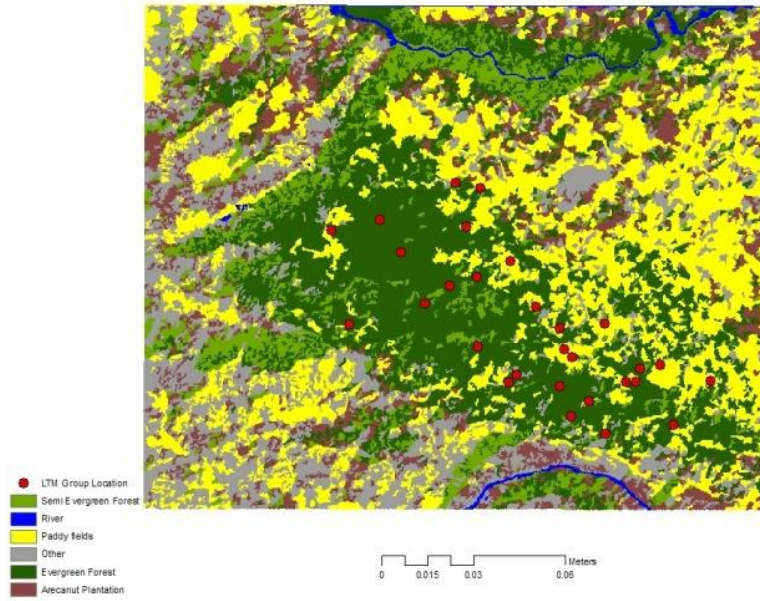 LTM Group Location
Semi Evergreen Forest
River
Paddy fields
Other
Evergreen Forest
Arecanut Plantation
Meters
0 0.015 0.03 0.06